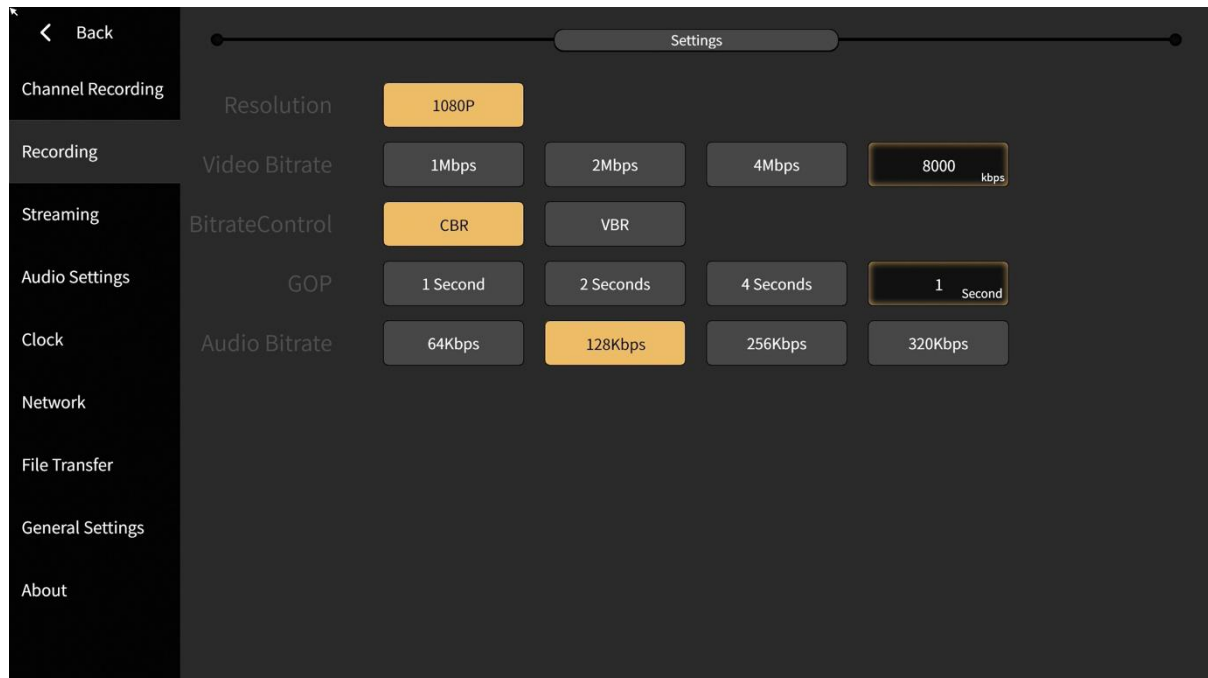 Back
Settings
Channel Recording
Recording
Streaming
Audio Settings
Clock
Network
File Transfer
General Settings
About
Resolution 1080P
Video Bitrate 1Mbps 2Mbps 4Mbps 8000 kbps
BitrateControl CBR VBR
GOP 1 Second 2 Seconds 4 Seconds 1 Second
Audio Bitrate 64Kbps 128Kbps 256Kbps 320Kbps